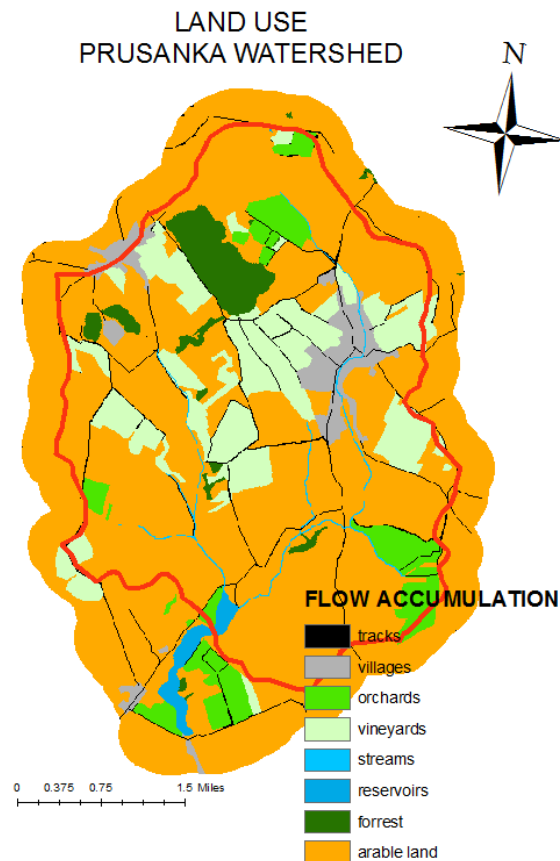 LAND USE
PRUSANKA WATERSHED
N
FLOW ACCUMULATION
tracks
villages
orchards
vineyards
streams
reservoirs
forrest
arable land
0 0.375 0.75 1.5 Miles